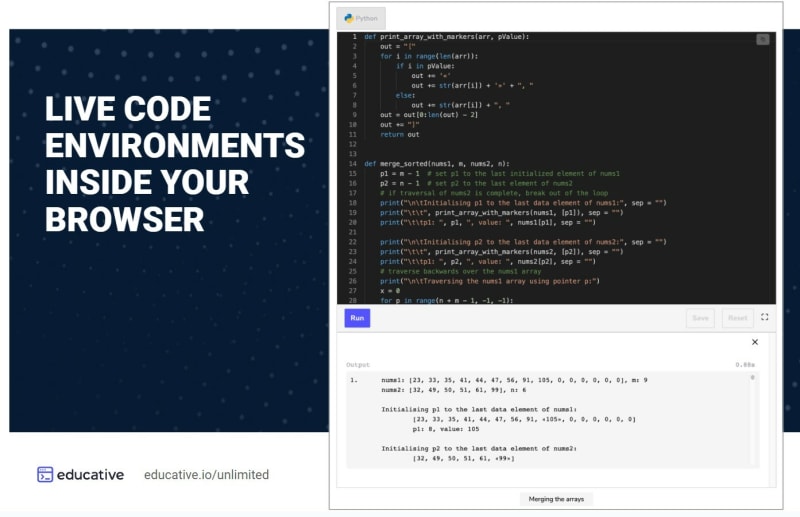 LIVE CODE
ENVIRONMENTS
INSIDE YOUR
BROWSER
educative
educative.io/unlimited
Python
1 def print_array_with_markers(arr, pValue):
2 out = "["
3 for i in range(len(arr)):
4 if i in pValue:
5 out += '«'
6 out += str(arr[i]) + '»' + ", "
7 else:
8 out += str(arr[i]) + ", "
9 out = out[0:len(out) - 2]
10 out += "]"
11 return out
12
13
14 def merge_sorted(nums1, m, nums2, n):
15 p1 = m - 1 # set p1 to the last initialized element of nums1
16 p2 = n - 1 # set p2 to the last element of nums2
17 # if traversal of nums2 is complete, break out of the loop
18 print("\n\tInitialising p1 to the last data element of nums1:", sep = "")
19 print("\t\t", print_array_with_markers(nums1, [p1]), sep = "")
20 print("\t\tp1: ", p1, ", value: ", nums1[p1], sep = "")
21
22 print("\n\tInitialising p2 to the last data element of nums2:", sep = "")
23 print("\t\t", print_array_with_markers(nums2, [p2]), sep = "")
24 print("\t\tp1: ", p2, ", value: ", nums2[p2], sep = "")
25 # traverse backwards over the nums1 array
26 print("\n\tTraversing the nums1 array using pointer p:")
27 x = 0
28 for p in range(n + m - 1, -1, -1):
Run
Save
Reset
Output
0.88s
1. nums1: [23, 33, 35, 41, 44, 47, 56, 91, 105, 0, 0, 0, 0, 0, 0], m: 9
nums2: [32, 49, 50, 51, 61, 99], n: 6
Initialising p1 to the last data element of nums1:
[23, 33, 35, 41, 44, 47, 56, 91, «105», 0, 0, 0, 0, 0, 0]
p1: 8, value: 105
Initialising p2 to the last data element of nums2:
[32, 49, 50, 51, 61, «99»]
Merging the arrays